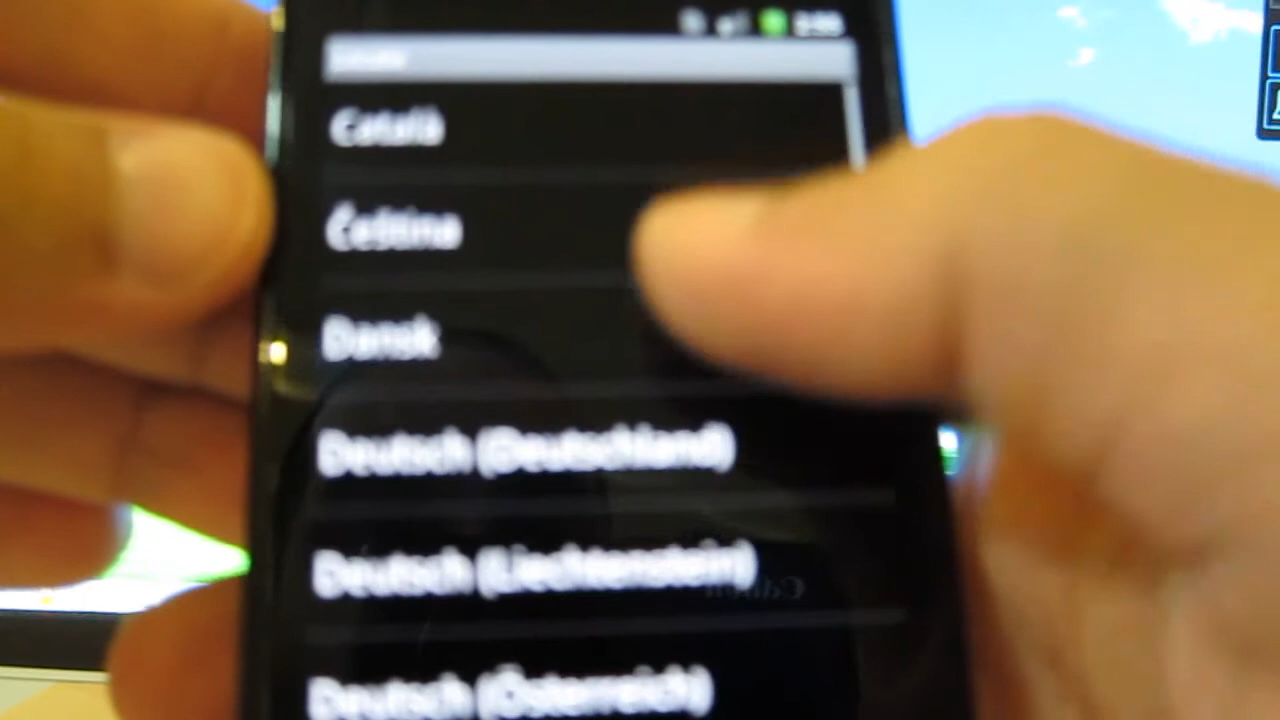 Català
Čeština
Dansk
Deutsch (Deutschland)
Deutsch (Liechtenstein)
Deutsch (Österreich)